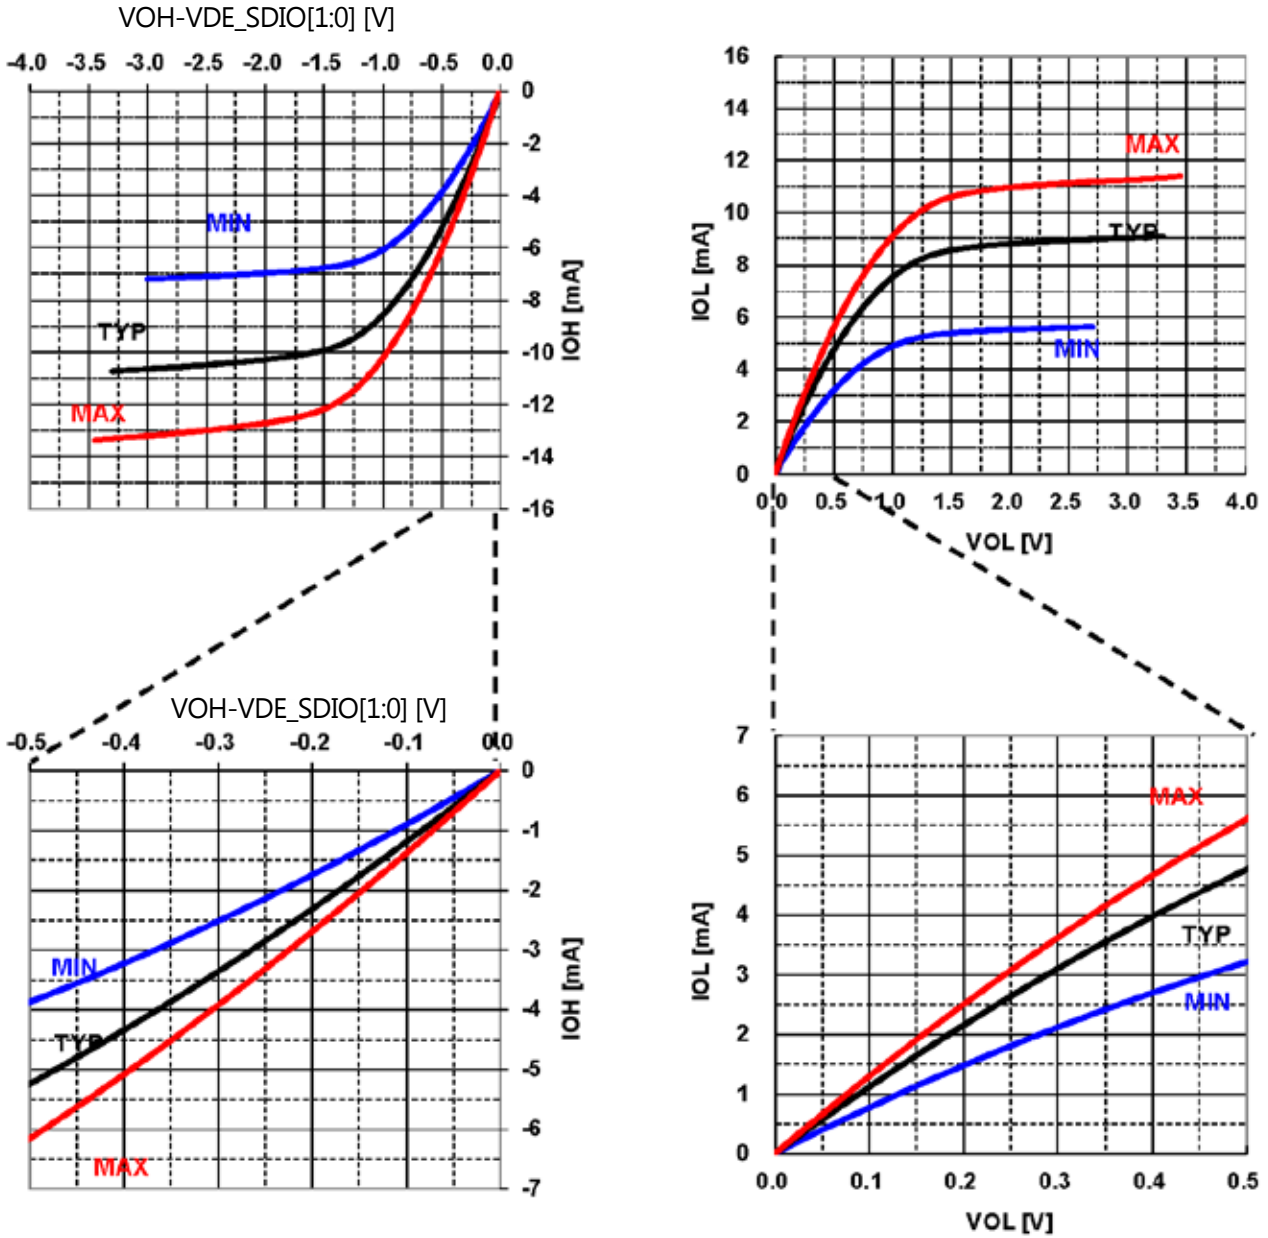 VOH-VDE_SDIO[1:0] [V]
-4.0 -3.5 -3.0 -2.5 -2.0 -1.5 -1.0 -0.5 0.0
0
-2
-4
-6
-8
-10
-12
-14
-16
IOH [mA]
MIN
TYP
MAX
16
14
12
10
8
6
4
2
0
IOL [mA]
MAX
TYP
MIN
0.0 0.5 1.0 1.5 2.0 2.5 3.0 3.5 4.0
VOL [V]
VOH-VDE_SDIO[1:0] [V]
-0.5 -0.4 -0.3 -0.2 -0.1 0.0
0
-1
-2
-3
-4
-5
-6
-7
IOH [mA]
MIN
TYP
MAX
7
6
5
4
3
2
1
0
IOL [mA]
MAX
TYP
MIN
0.0 0.1 0.2 0.3 0.4 0.5
VOL [V]